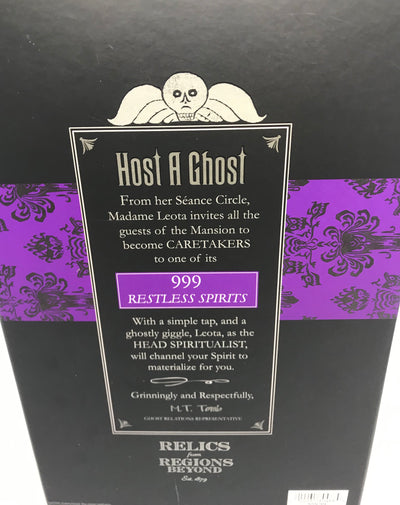 Host A Ghost
From her Séance Circle,
Madame Leota invites all the
guests of the Mansion to
become CARETAKERS
to one of its
999
RESTLESS SPIRITS
With a simple tap, and a
ghostly giggle, Leota, as the
HEAD SPIRITUALIST,
will channel your Spirit to
materialize for you.
Grinningly and Respectfully,
M.T. Tombs
GHOST RELATIONS REPRESENTATIVE
RELICS
from
REGIONS
BEYOND
Est. 1879